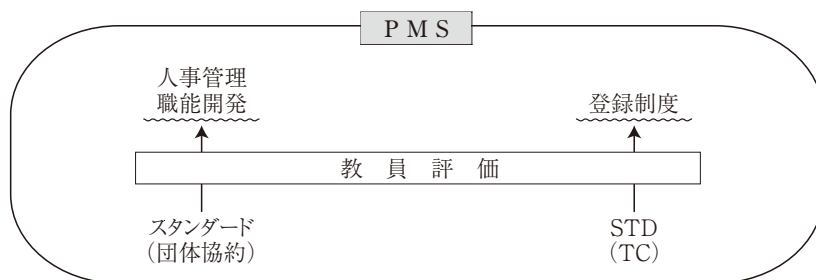 PMS
人事管理
職能開発
登録制度
教員評価
スタンダード
（団体協約）
STD
（TC）